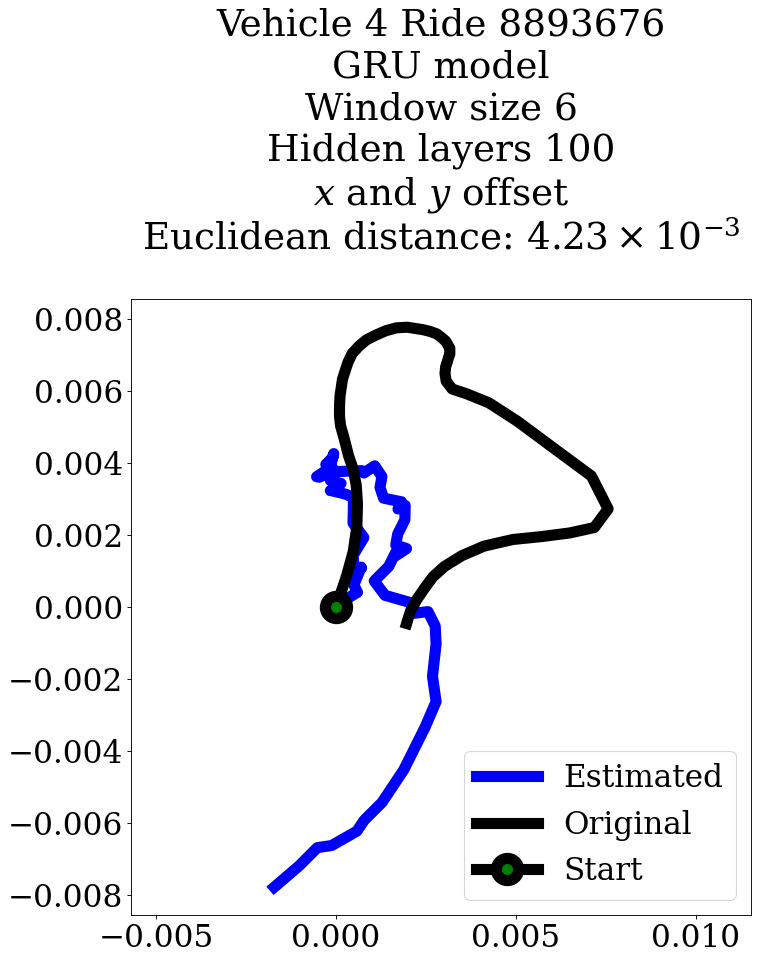 Vehicle 4 Ride 8893676
GRU model
Window size 6
Hidden layers 100
x and y offset
Euclidean distance: 4.23 × 10⁻³
0.008
0.006
0.004
0.002
0.000
−0.002
−0.004
−0.006
−0.008
Estimated
Original
Start
−0.005 0.000 0.005 0.010